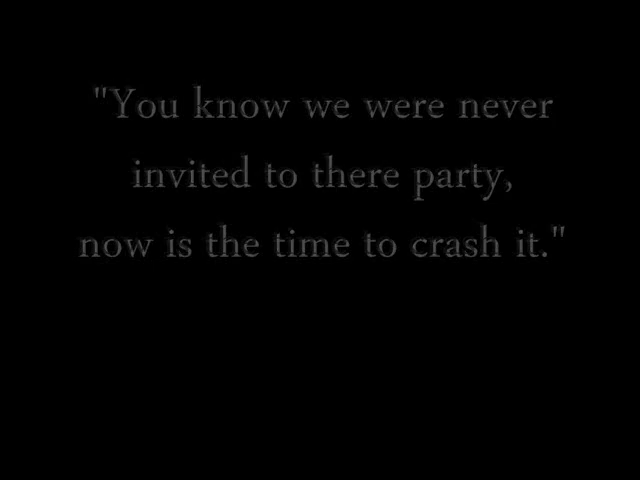 "You know we were never
invited to there party,
now is the time to crash it."